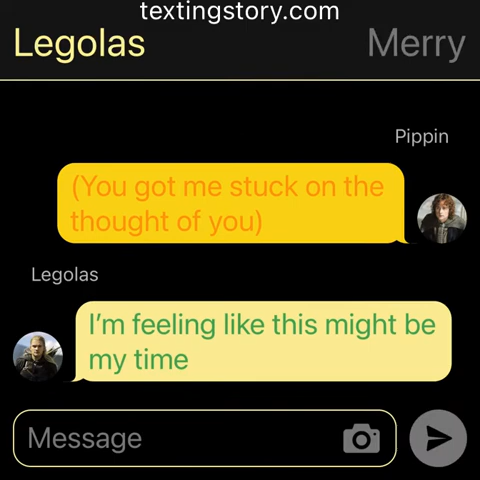 textingstory.com
Legolas
Merry
Pippin
(You got me stuck on the
thought of you)
Legolas
I’m feeling like this might be
my time
Message